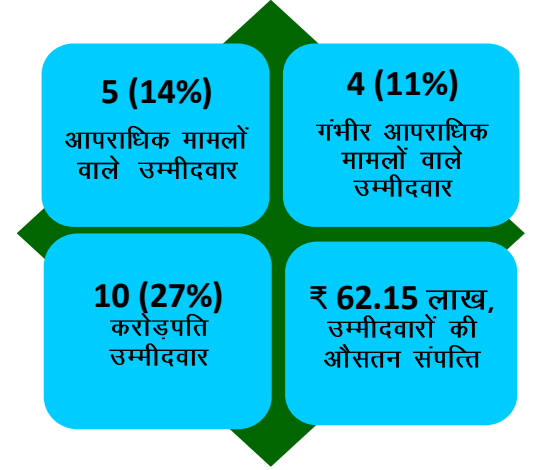 5 (14%)
आपराधिक मामलों
वाले उम्मीदवार
4 (11%)
गंभीर आपराधिक
मामलों वाले
उम्मीदवार
10 (27%)
करोड़पति
उम्मीदवार
₹ 62.15 लाख,
उम्मीदवारों की
औसतन संपत्ति